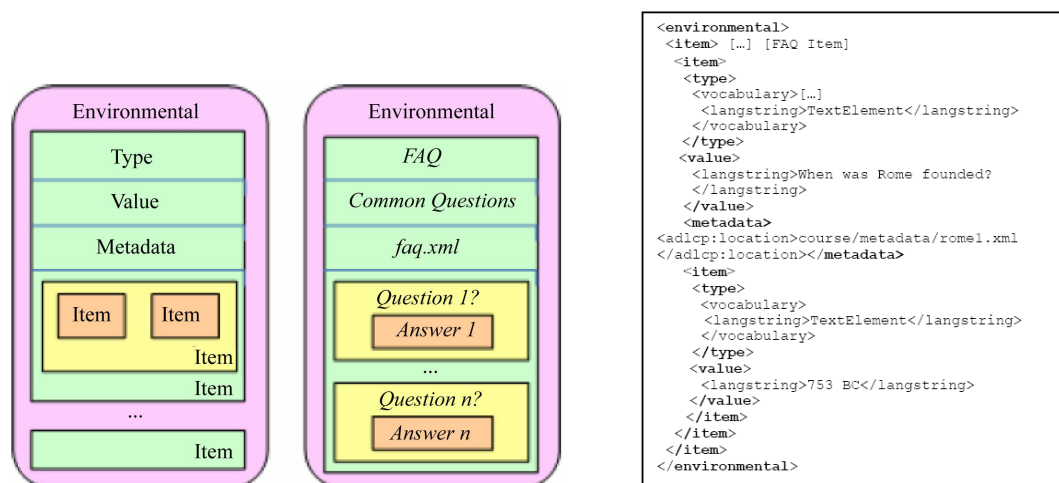 Environmental
Type
Value
Metadata
Item Item
Item
Item
...
Item
Environmental
FAQ
Common Questions
faq.xml
Question 1?
Answer 1
...
Question n?
Answer n
<environmental>
<item> […] [FAQ Item]
<item>
<type>
<vocabulary>[…]
<langstring>TextElement</langstring>
</vocabulary>
</type>
<value>
<langstring>When was Rome founded?
</langstring>
</value>
<metadata>
<adlcp:location>course/metadata/rome1.xml
</adlcp:location></metadata>
<item>
<type>
<vocabulary>
<langstring>TextElement</langstring>
</vocabulary>
</type>
<value>
<langstring>753 BC</langstring>
</value>
</item>
</item>
</item>
</environmental>